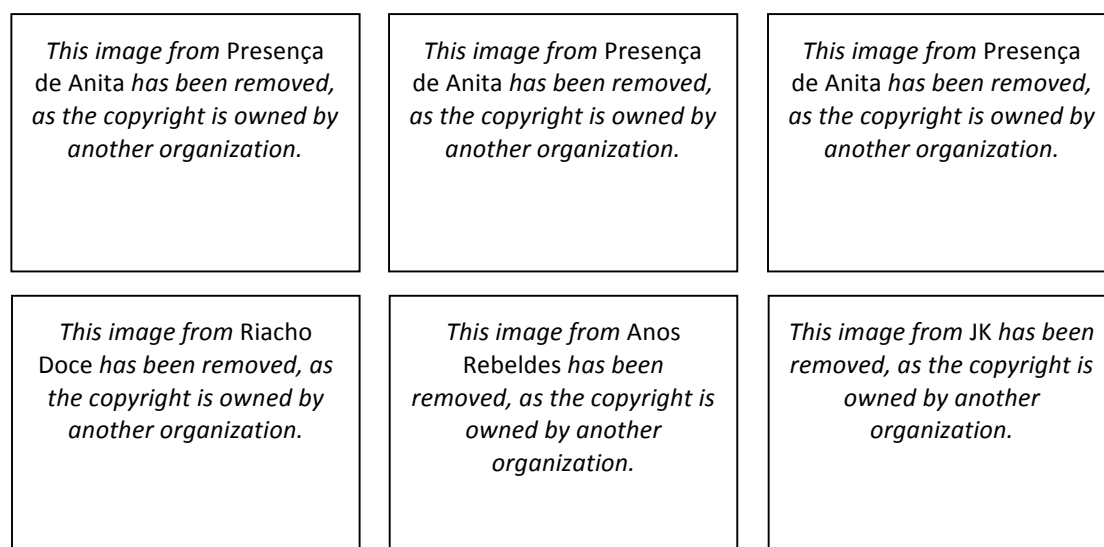 This image from Presença
de Anita has been removed,
as the copyright is owned by
another organization.
This image from Presença
de Anita has been removed,
as the copyright is owned by
another organization.
This image from Presença
de Anita has been removed,
as the copyright is owned by
another organization.
This image from Riacho
Doce has been removed, as
the copyright is owned by
another organization.
This image from Anos
Rebeldes has been
removed, as the copyright is
owned by another
organization.
This image from JK has been
removed, as the copyright is
owned by another
organization.